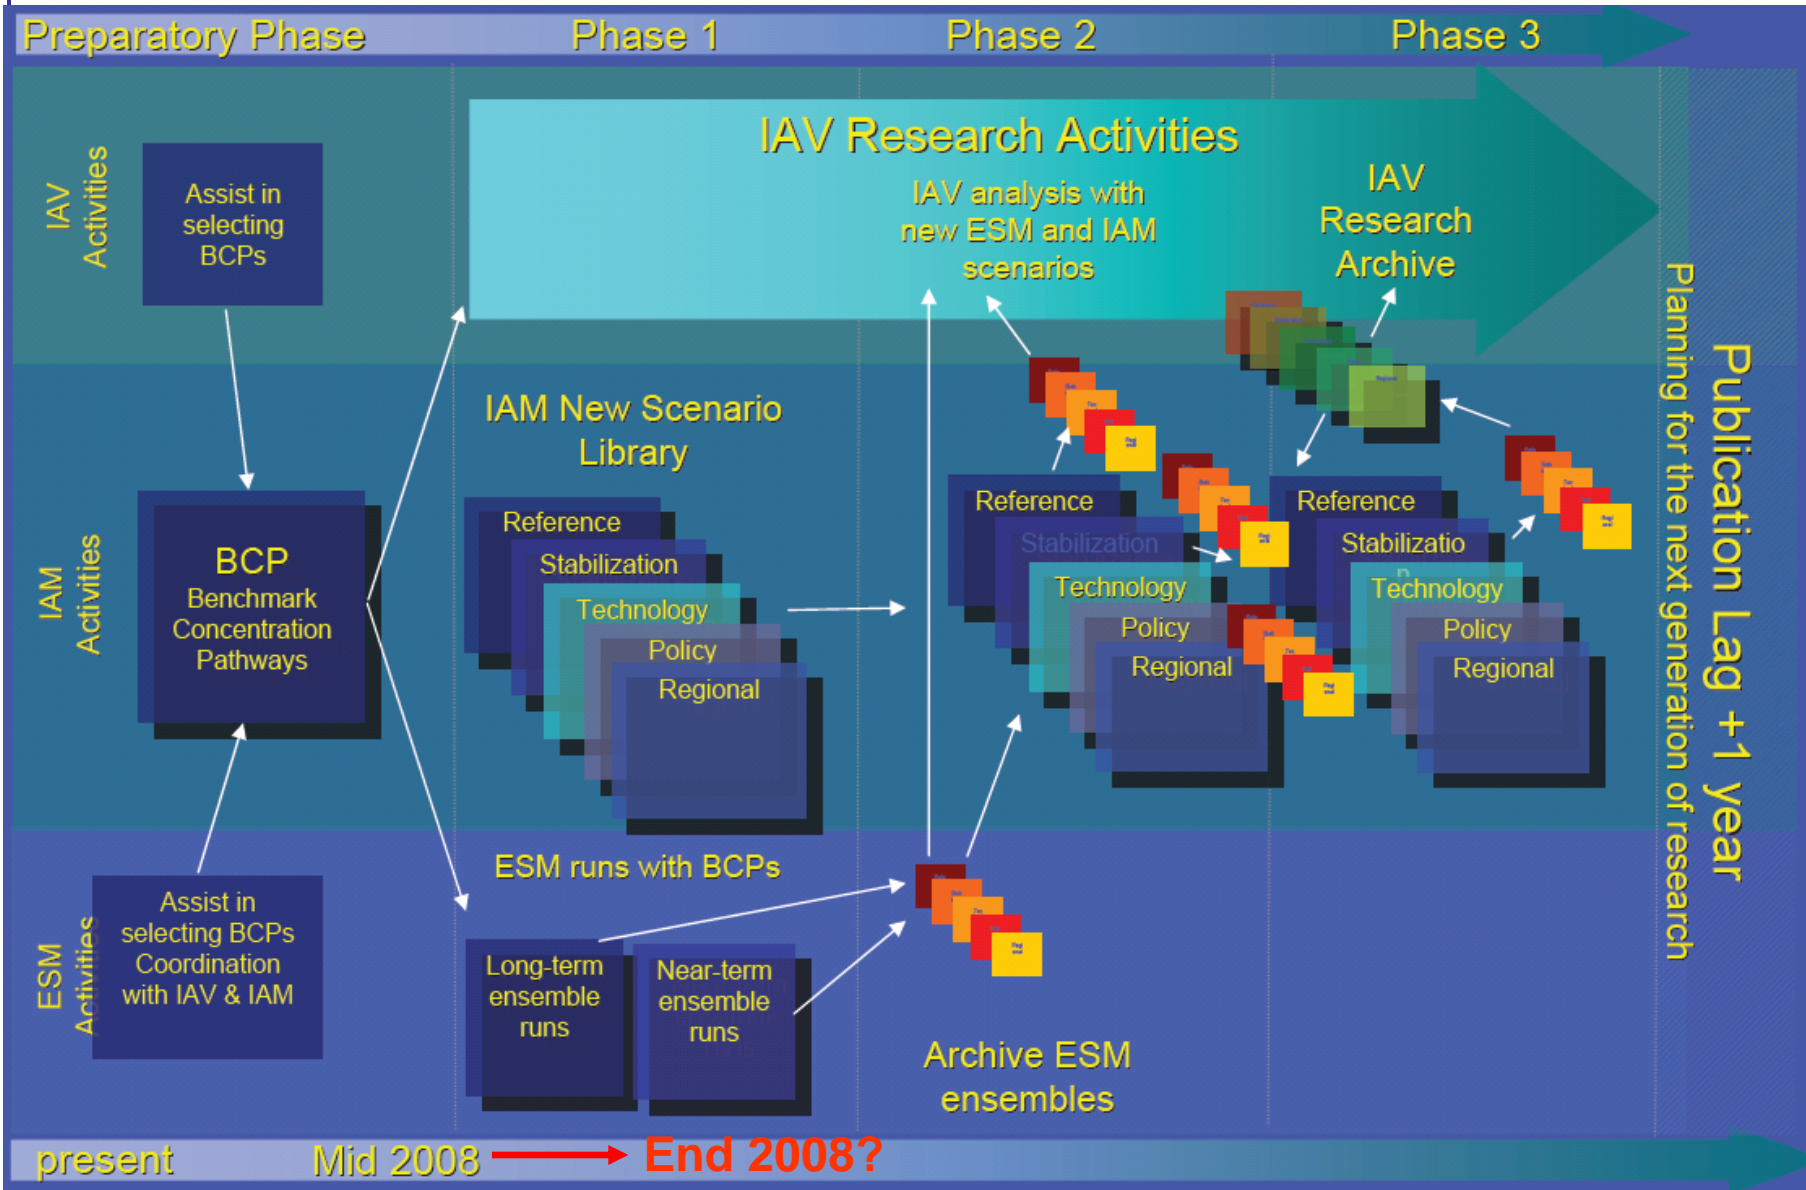 Preparatory Phase
Phase 1
Phase 2
Phase 3
IAV
Activities
Assist in
selecting
BCPs
IAV Research Activities
IAV analysis with
new ESM and IAM
scenarios
IAV
Research
Archive
IAM
Activities
BCP
Benchmark
Concentration
Pathways
IAM New Scenario
Library
Reference
Stabilization
Technology
Policy
Regional
Reference
Stabilization
Technology
Policy
Regional
Reference
Stabilizatio
n
Technology
Policy
Regional
ESM
Activities
Assist in
selecting BCPs
Coordination
with IAV & IAM
ESM runs with BCPs
Long-term
ensemble
runs
Near-term
ensemble
runs
Archive ESM
ensembles
Planning for the next generation of research
Publication Lag +1 year
present
Mid 2008
End 2008?